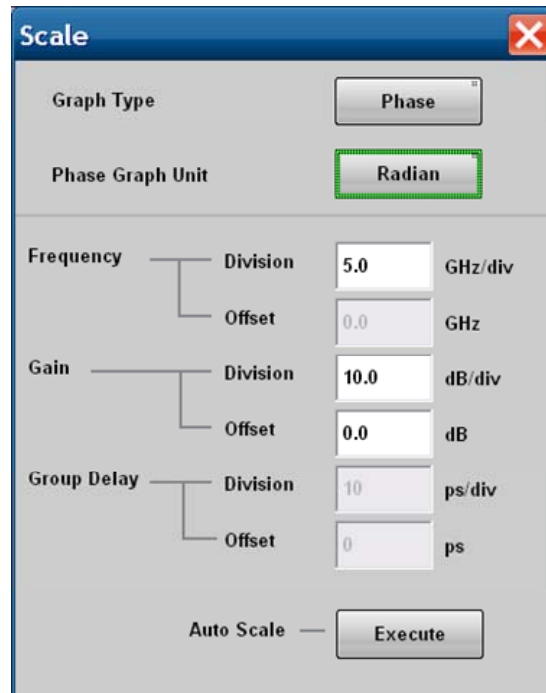 Scale
Graph Type Phase
Phase Graph Unit Radian
Frequency Division 5.0 GHz/div
Offset 0.0 GHz
Gain Division 10.0 dB/div
Offset 0.0 dB
Group Delay Division 10 ps/div
Offset 0 ps
Auto Scale Execute